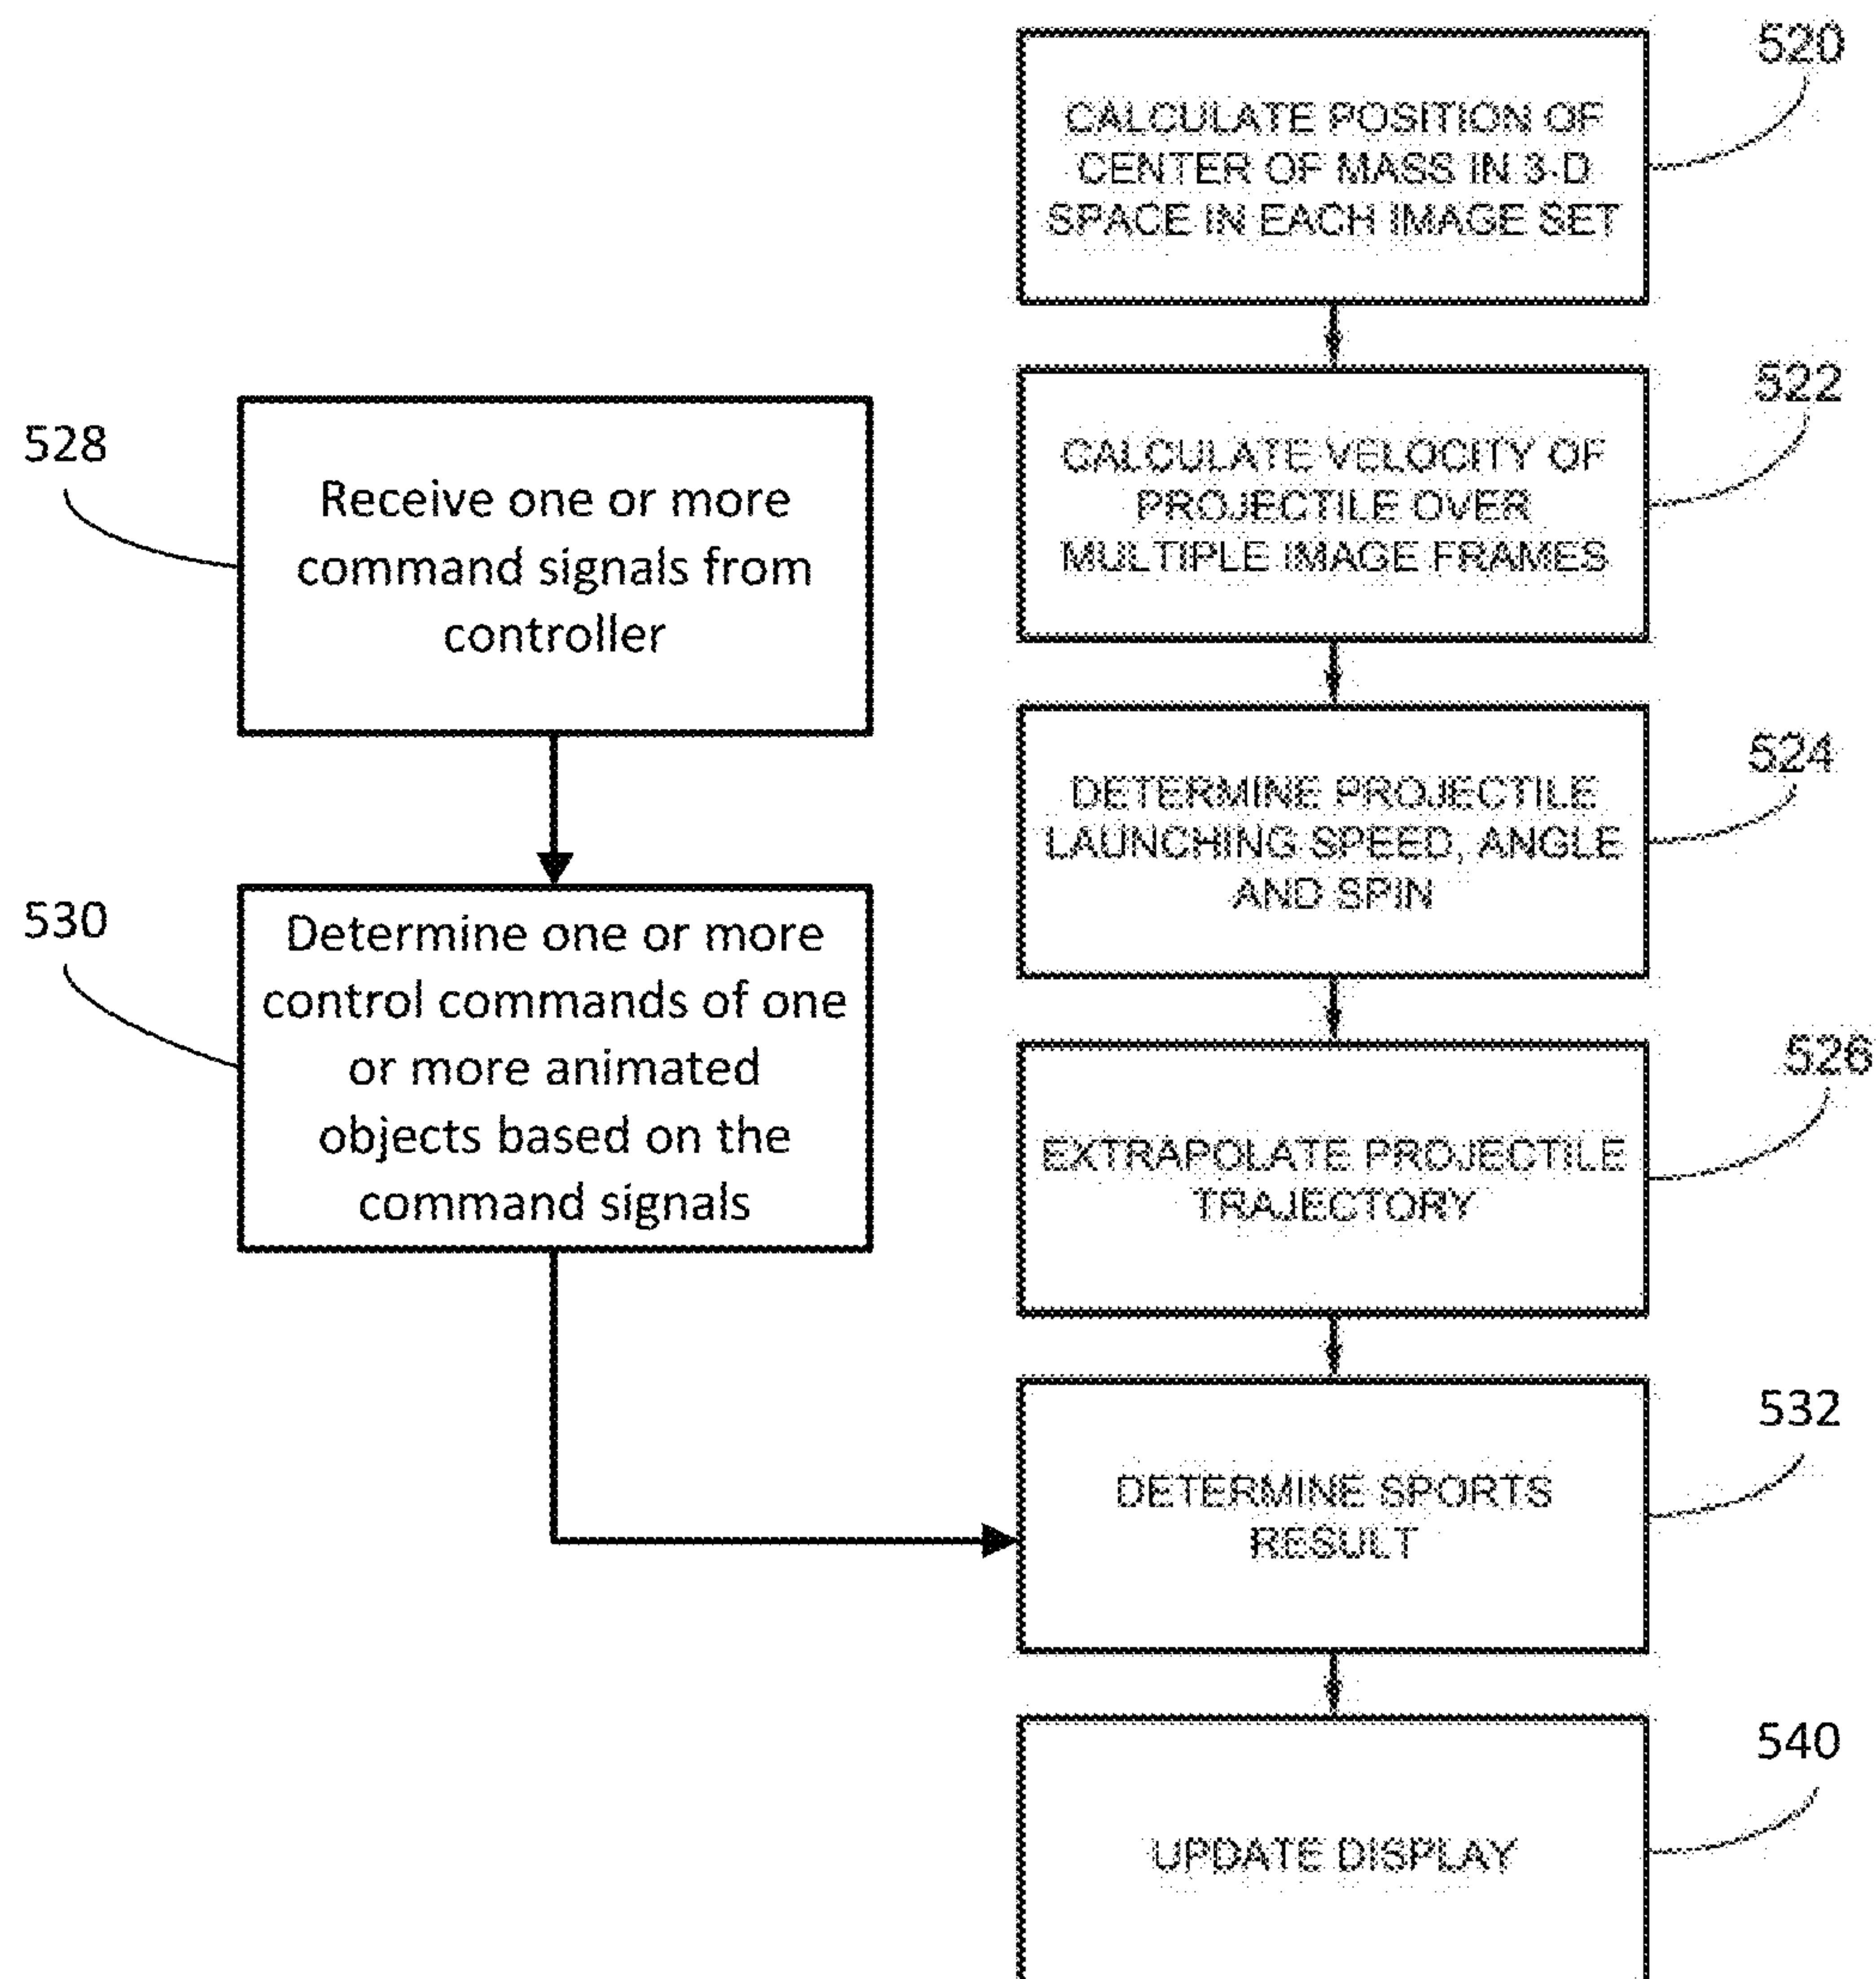 520
CALCULATE POSITION OF
CENTER OF MASS IN 3-D
SPACE IN EACH IMAGE SET
522
CALCULATE VELOCITY OF
PROJECTILE OVER
MULTIPLE IMAGE FRAMES
528
Receive one or more
command signals from
controller
524
DETERMINE PROJECTILE
LAUNCHING SPEED, ANGLE
AND SPIN
530
Determine one or more
control commands of one
or more animated
objects based on the
command signals
526
EXTRAPOLATE PROJECTILE
TRAJECTORY
532
DETERMINE SPORTS
RESULT
540
UPDATE DISPLAY